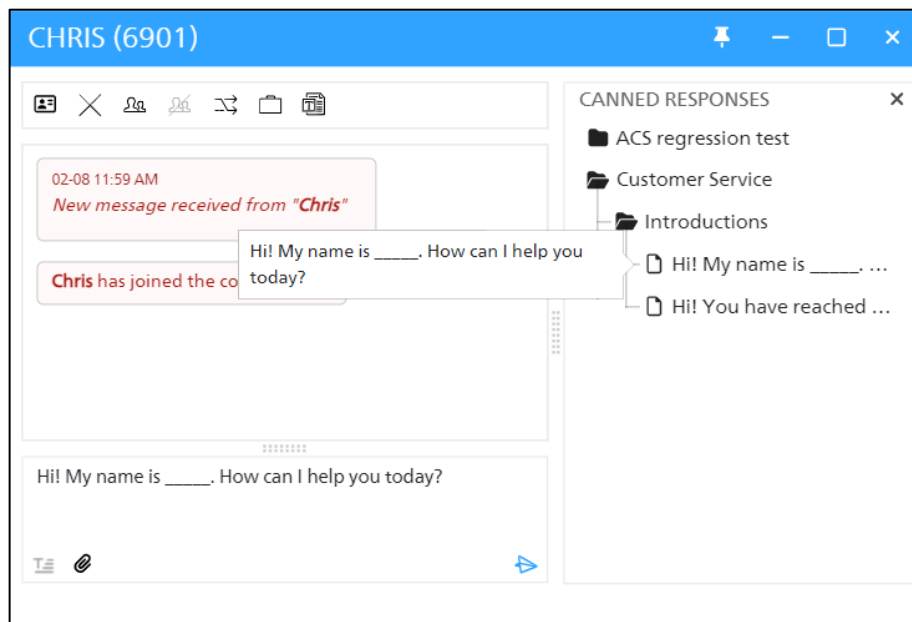 CHRIS (6901)
02-08 11:59 AM
New message received from "Chris"
Chris has joined the co
Hi! My name is _____. How can I help you
today?
Hi! My name is _____. How can I help you today?
CANNED RESPONSES
ACS regression test
Customer Service
Introductions
Hi! My name is _____. ...
Hi! You have reached ...